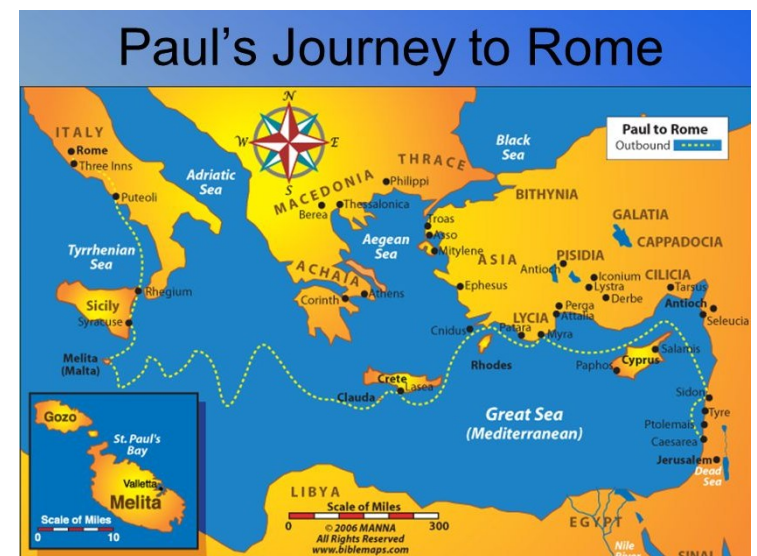 Paul's Journey to Rome
N
W
E
S
ITALY
Rome
Three Inns
Puteoli
Adriatic
Sea
Tyrrhenian
Sea
Rhegium
Sicily
Syracuse
Melita
(Malta)
MACEDONIA
Berea
Thessalonica
Philippi
THRACE
Black
Sea
Paul to Rome
Outbound
BITHYNIA
GALATIA
CAPPADOCIA
Troas
Asso
Mitylene
Aegean
Sea
ASIA
PISIDIA
Antioch
Iconium
CILICIA
Lystra
Tarsus
Derbe
Antioch
Seleucia
ACHAIA
Corinth
Athens
Ephesus
Perga
Attalia
LYCIA
Cnidus
Patara
Myra
Rhodes
Paphos
Cyprus
Salamis
Crete
Lasea
Clauda
Great Sea
(Mediterranean)
Sidon
Tyre
Ptolemais
Caesarea
Jerusalem
Dead
Sea
Gozo
St. Paul's
Bay
Valletta
Melita
Scale of Miles
0
10
LIBYA
Scale of Miles
0
300
© 2006 MANNA
All Rights Reserved
www.biblemaps.com
EGYPT
Nile
River
SINAI